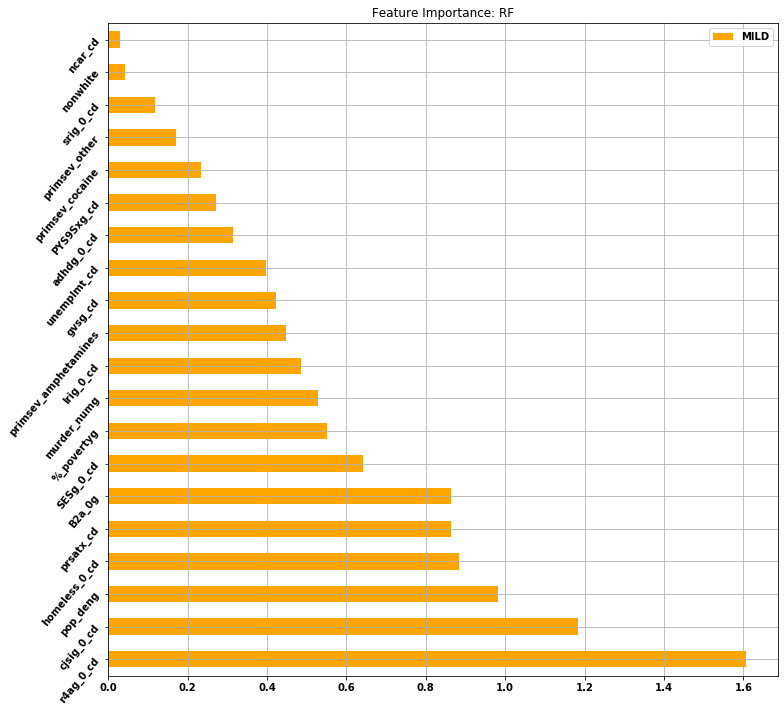 Feature Importance: RF
MILD
ncar_cd
nonwhite
srig_0_cd
primsev_other
primsev_cocaine
PYS9Sxg_cd
adhdg_0_cd
unemplmt_cd
gvsg_cd
primsev_amphetamines
lrig_0_cd
murder_numg
%_povertyg
SESg_0_cd
B2a_0g
prsatx_cd
homeless_0_cd
pop_deng
cjsig_0_cd
r4ag_0_cd
0.0 0.2 0.4 0.6 0.8 1.0 1.2 1.4 1.6